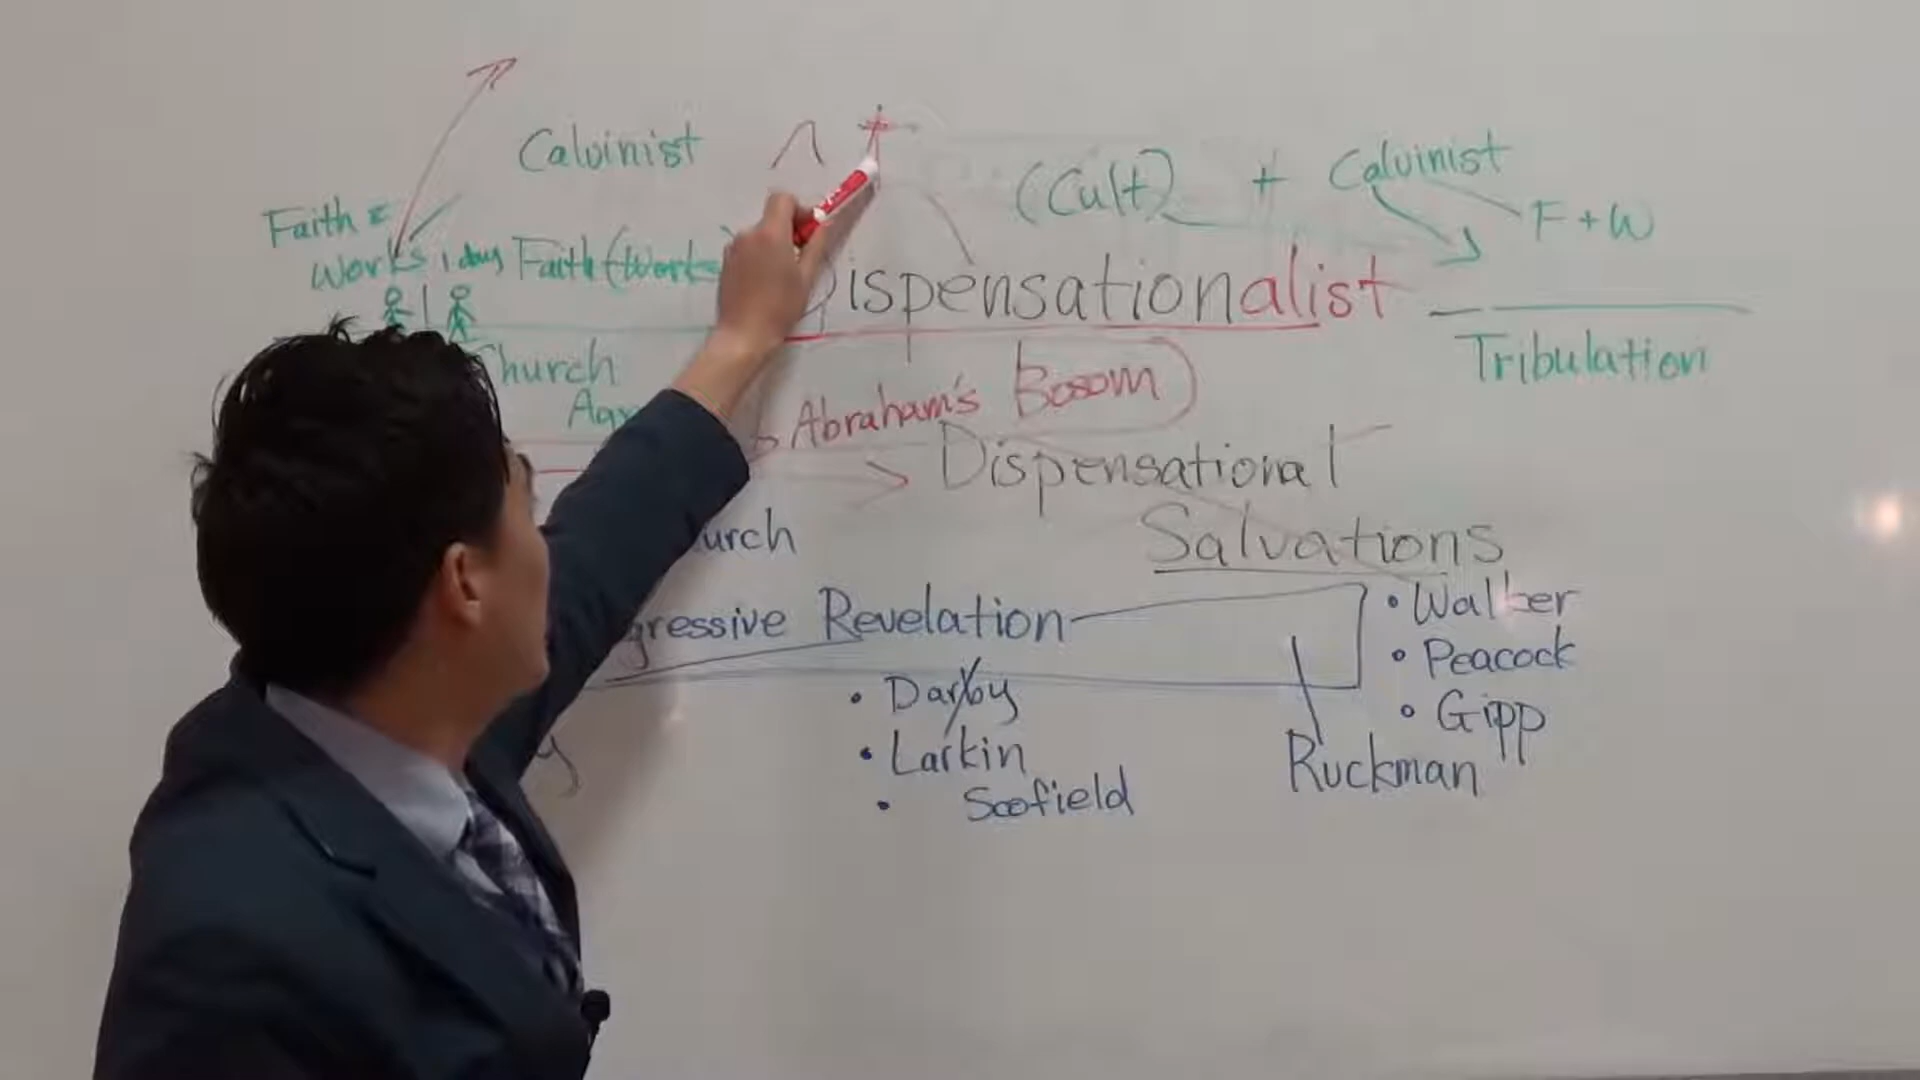 Calvinist
(Cult) + Calvinist
F + W
Faith =
Works 1 day Faith (Works
Dispensationalist
Tribulation
Church
Abraham's Bosom)
Dispensational
urch
Salvations
gressive Revelation
• Walker
• Peacock
• Gipp
• Darby
• Larkin
• Scofield
Ruckman